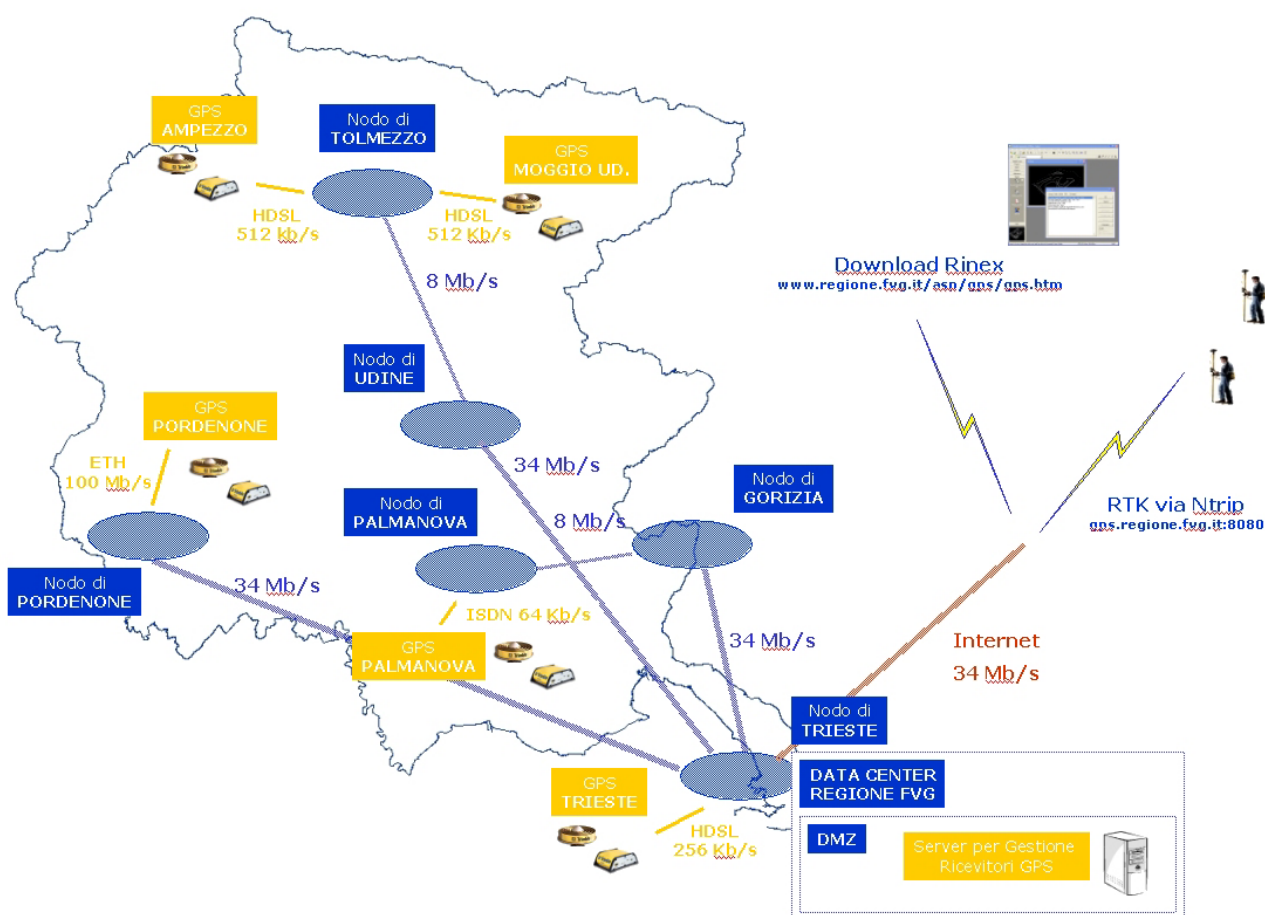 GPS
AMPEZZO
Nodo di
TOLMEZZO
GPS
MOGGIO UD.
HDSL
512 Kb/s
HDSL
512 Kb/s
8 Mb/s
Download Rinex
www.regione.fvg.it/asp/gps/gps.htm
Nodo di
UDINE
GPS
PORDENONE
ETH
100 Mb/s
34 Mb/s
Nodo di
GORIZIA
Nodo di
PALMANOVA
8 Mb/s
RTK via Ntrip
gps.regione.fvg.it:8080
Nodo di
PORDENONE
34 Mb/s
ISDN 64 Kb/s
GPS
PALMANOVA
34 Mb/s
Internet
34 Mb/s
Nodo di
TRIESTE
DATA CENTER
REGIONE FVG
GPS
TRIESTE
HDSL
256 Kb/s
DMZ
Server per Gestione
Ricevitori GPS